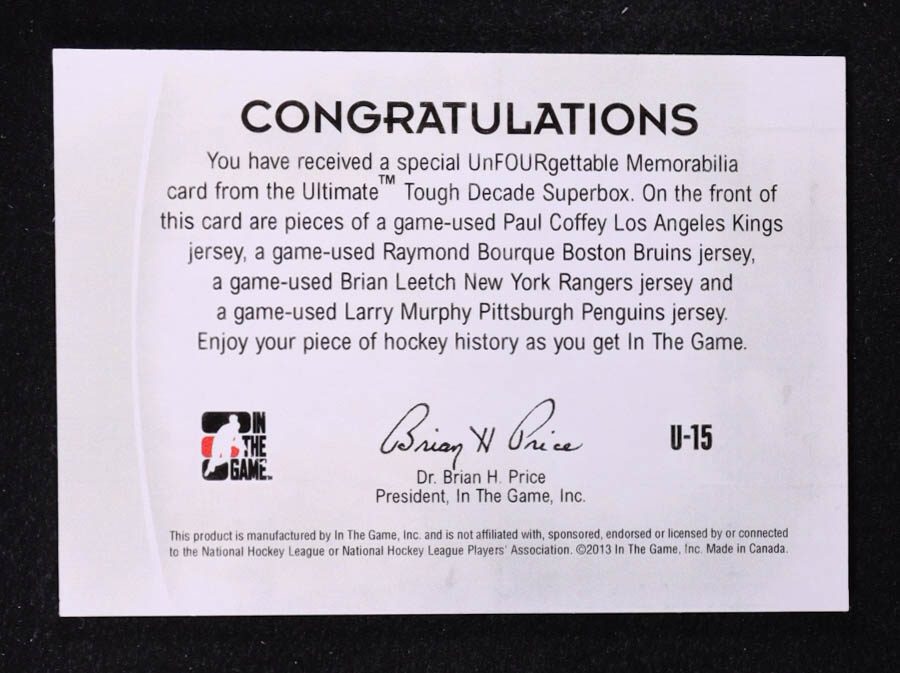 CONGRATULATIONS
You have received a special UnFOURgettable Memorabilia
card from the Ultimate™ Tough Decade Superbox. On the front of
this card are pieces of a game-used Paul Coffey Los Angeles Kings
jersey, a game-used Raymond Bourque Boston Bruins jersey,
a game-used Brian Leetch New York Rangers jersey and
a game-used Larry Murphy Pittsburgh Penguins jersey.
Enjoy your piece of hockey history as you get In The Game.
IN
THE
GAME™
Brian H Price
U-15
Dr. Brian H. Price
President, In The Game, Inc.
This product is manufactured by In The Game, Inc. and is not affiliated with, sponsored, endorsed or licensed by or connected
to the National Hockey League or National Hockey League Players' Association. ©2013 In The Game, Inc. Made in Canada.